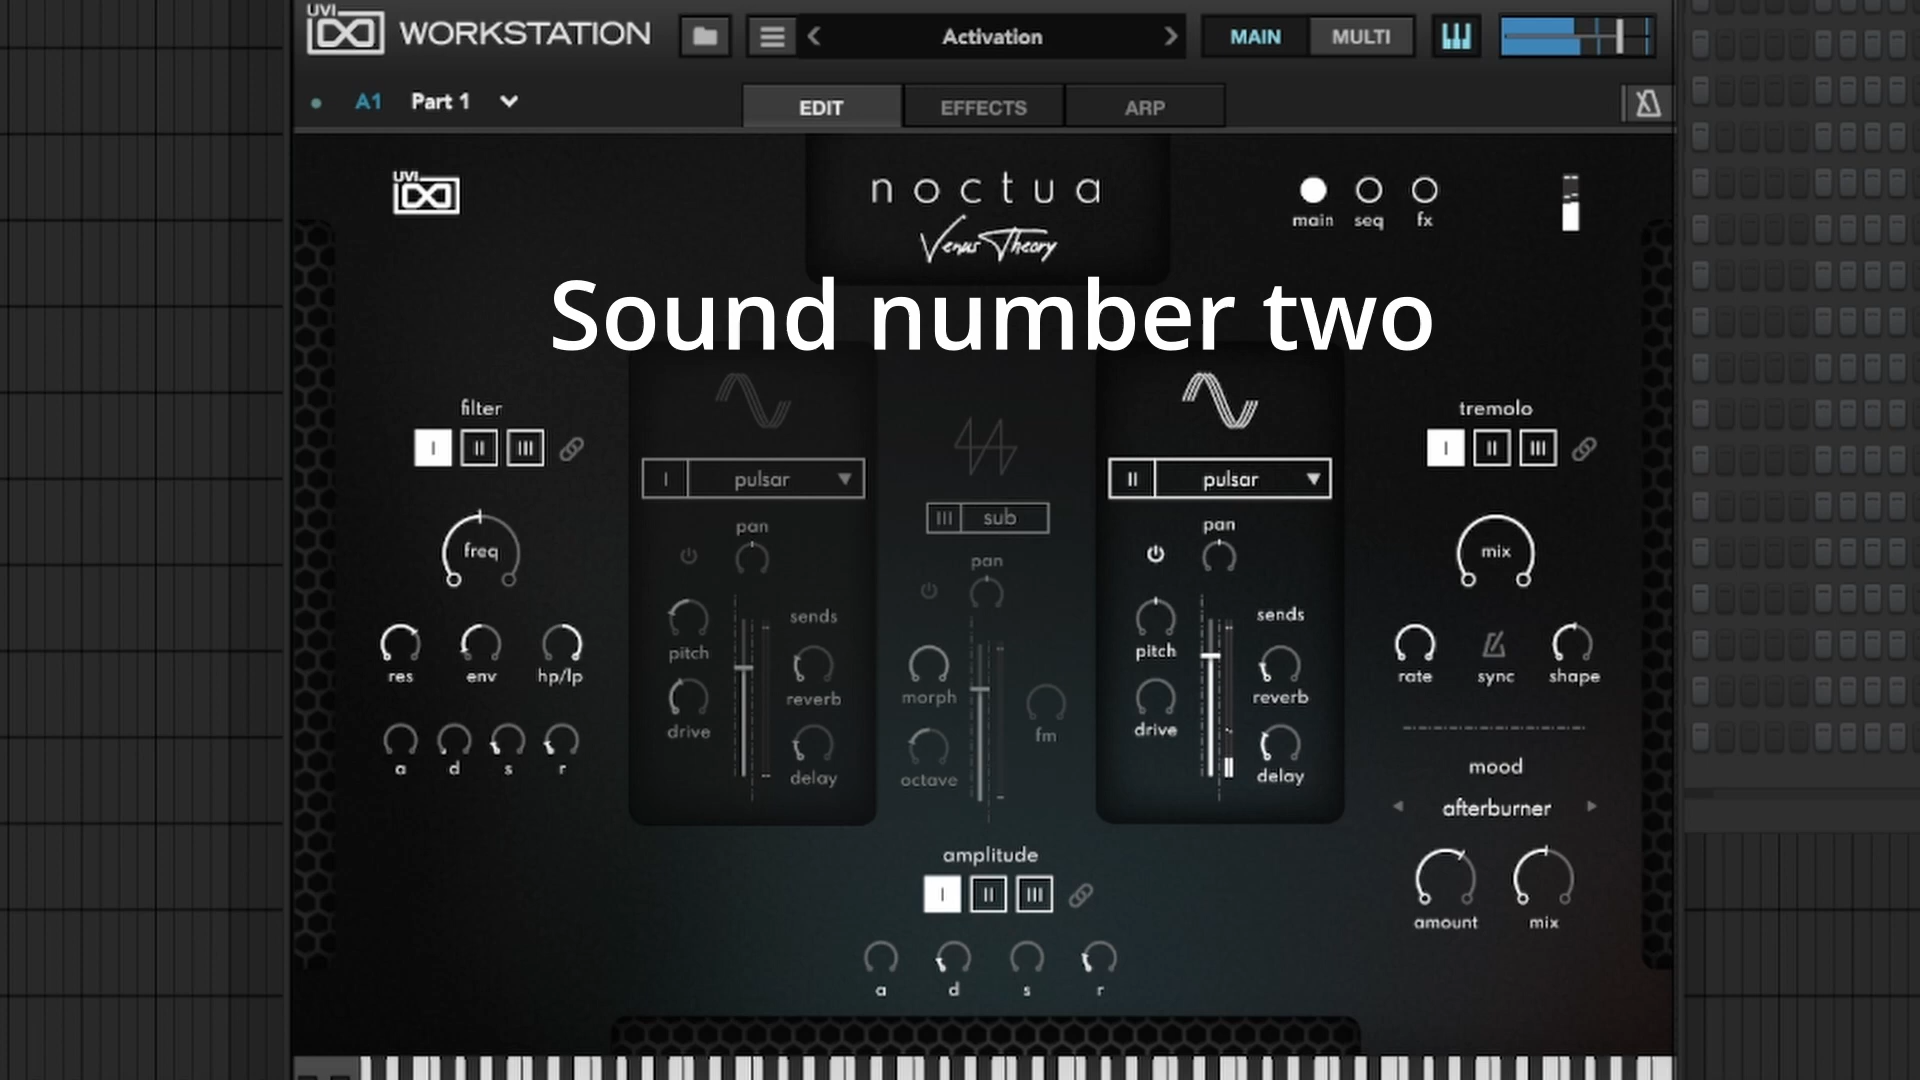 UVI WORKSTATION
Activation
MAIN MULTI
A1 Part 1
EDIT EFFECTS ARP
UVI
noctua
Venus Theory
main seq fx
Sound number two
filter
I II III
freq
res env hp/lp
a d s r
I pulsar
pan
pitch
drive
sends
reverb
delay
III sub
pan
morph
octave
fm
II pulsar
pan
pitch
drive
sends
reverb
delay
tremolo
I II III
mix
rate sync shape
mood
afterburner
amount mix
amplitude
I II III
a d s r